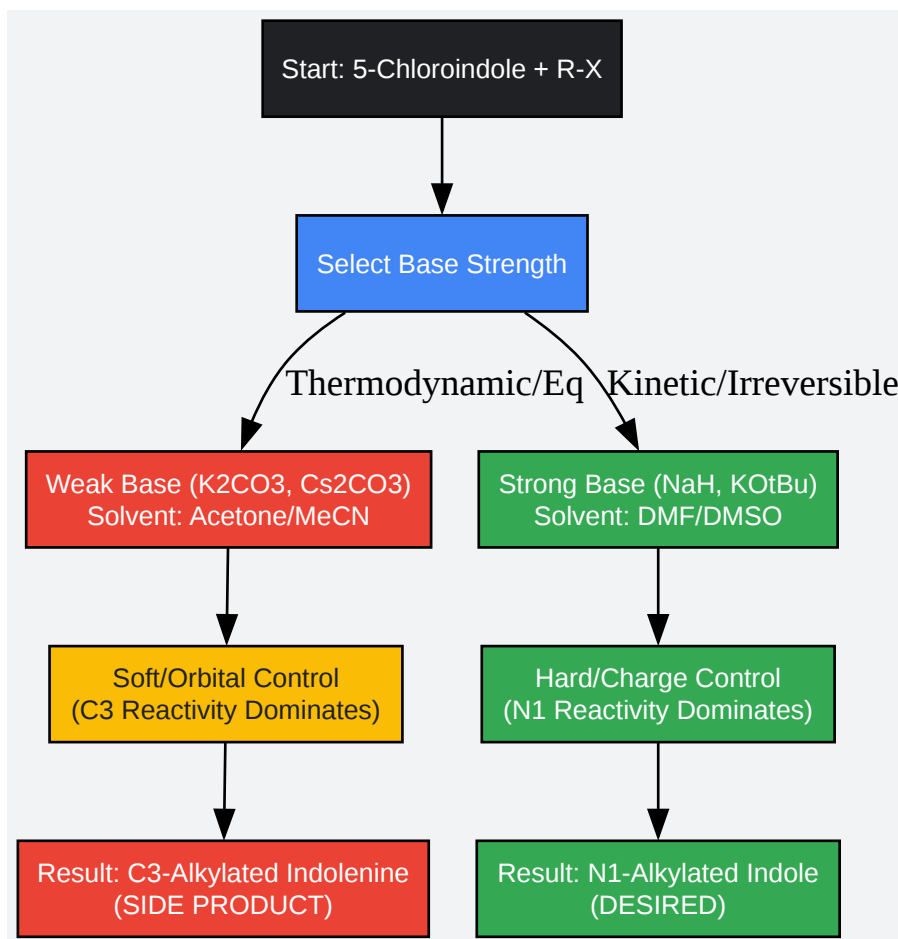 Start: 5-Chloroindole + R-X
Select Base Strength
Thermodynamic/Eq
Kinetic/Irreversible
Weak Base (K2CO3, Cs2CO3)
Solvent: Acetone/MeCN
Strong Base (NaH, KOtBu)
Solvent: DMF/DMSO
Soft/Orbital Control
(C3 Reactivity Dominates)
Hard/Charge Control
(N1 Reactivity Dominates)
Result: C3-Alkylated Indolenine
(SIDE PRODUCT)
Result: N1-Alkylated Indole
(DESIRED)